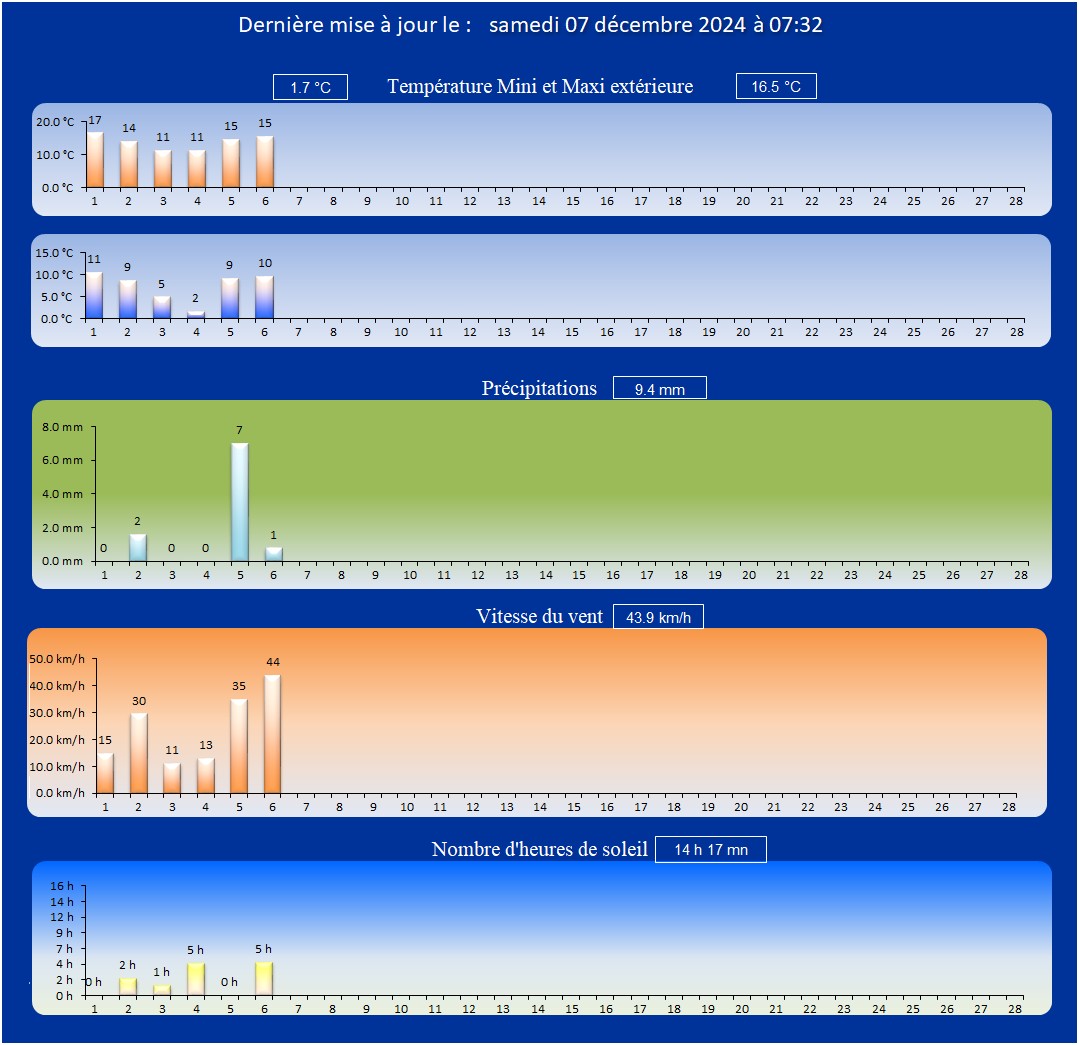 Dernière mise à jour le : samedi 07 décembre 2024 à 07:32
1.7 °C Température Mini et Maxi extérieure 16.5 °C
20.0 °C
10.0 °C
0.0 °C
17 14 11 11 15 15
1 2 3 4 5 6 7 8 9 10 11 12 13 14 15 16 17 18 19 20 21 22 23 24 25 26 27 28
15.0 °C
10.0 °C
5.0 °C
0.0 °C
11 9 5 2 9 10
1 2 3 4 5 6 7 8 9 10 11 12 13 14 15 16 17 18 19 20 21 22 23 24 25 26 27 28
Précipitations 9.4 mm
8.0 mm
6.0 mm
4.0 mm
2.0 mm
0.0 mm
0 2 0 0 7 1
1 2 3 4 5 6 7 8 9 10 11 12 13 14 15 16 17 18 19 20 21 22 23 24 25 26 27 28
Vitesse du vent 43.9 km/h
50.0 km/h
40.0 km/h
30.0 km/h
20.0 km/h
10.0 km/h
0.0 km/h
15 30 11 13 35 44
1 2 3 4 5 6 7 8 9 10 11 12 13 14 15 16 17 18 19 20 21 22 23 24 25 26 27 28
Nombre d'heures de soleil 14 h 17 mn
16 h
14 h
12 h
9 h
7 h
4 h
2 h
0 h
0 h 2 h 1 h 5 h 0 h 5 h
1 2 3 4 5 6 7 8 9 10 11 12 13 14 15 16 17 18 19 20 21 22 23 24 25 26 27 28